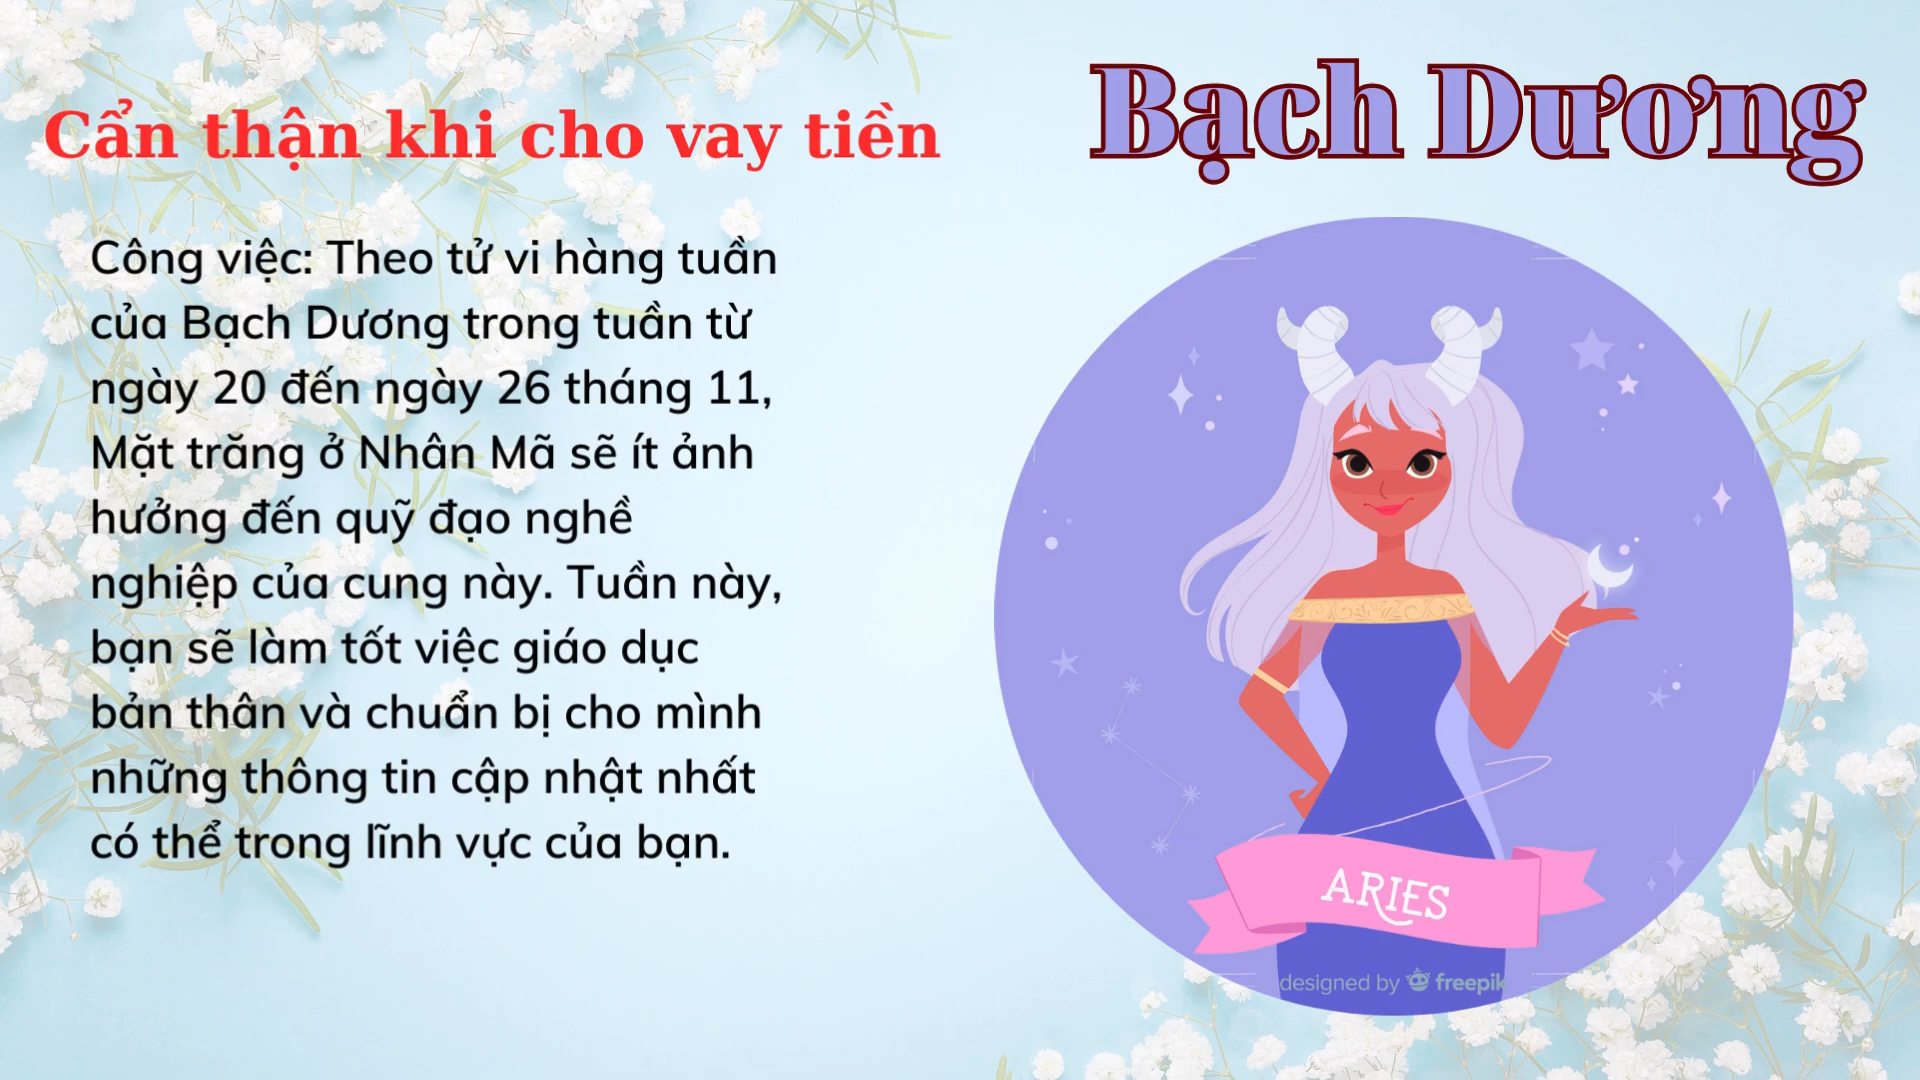 Cẩn thận khi cho vay tiền
Bạch Dương
Công việc: Theo tử vi hàng tuần
của Bạch Dương trong tuần từ
ngày 20 đến ngày 26 tháng 11,
Mặt trăng ở Nhân Mã sẽ ít ảnh
hưởng đến quỹ đạo nghề
nghiệp của cung này. Tuần này,
bạn sẽ làm tốt việc giáo dục
bản thân và chuẩn bị cho mình
những thông tin cập nhật nhất
có thể trong lĩnh vực của bạn.
ARIES
designed by freepik